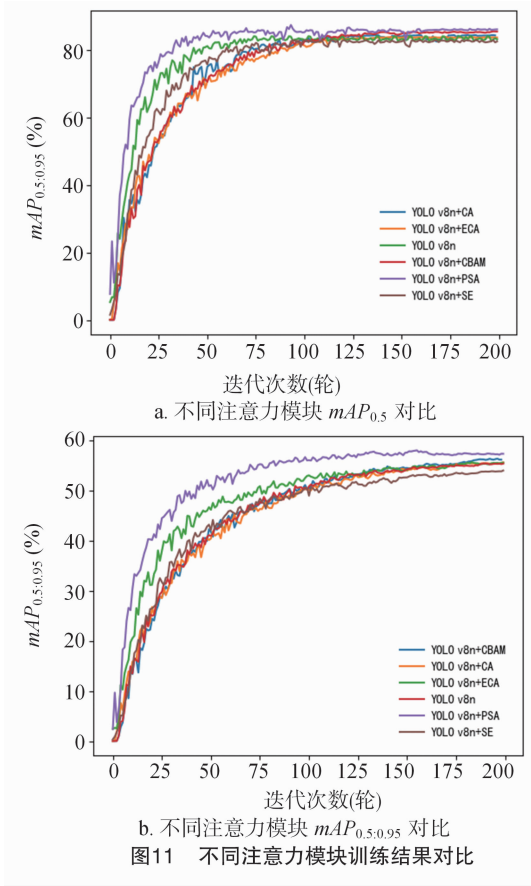 mAP0.5:0.95 (%)
80
60
40
20
0
YOLO v8n+CA
YOLO v8n+ECA
YOLO v8n
YOLO v8n+CBAM
YOLO v8n+PSA
YOLO v8n+SE
0 25 50 75 100 125 150 175 200
迭代次数(轮)
a. 不同注意力模块 mAP0.5 对比
mAP0.5:0.95 (%)
60
50
40
30
20
10
0
YOLO v8n+CBAM
YOLO v8n+CA
YOLO v8n+ECA
YOLO v8n
YOLO v8n+PSA
YOLO v8n+SE
0 25 50 75 100 125 150 175 200
迭代次数(轮)
b. 不同注意力模块 mAP0.5:0.95 对比
图11 不同注意力模块训练结果对比